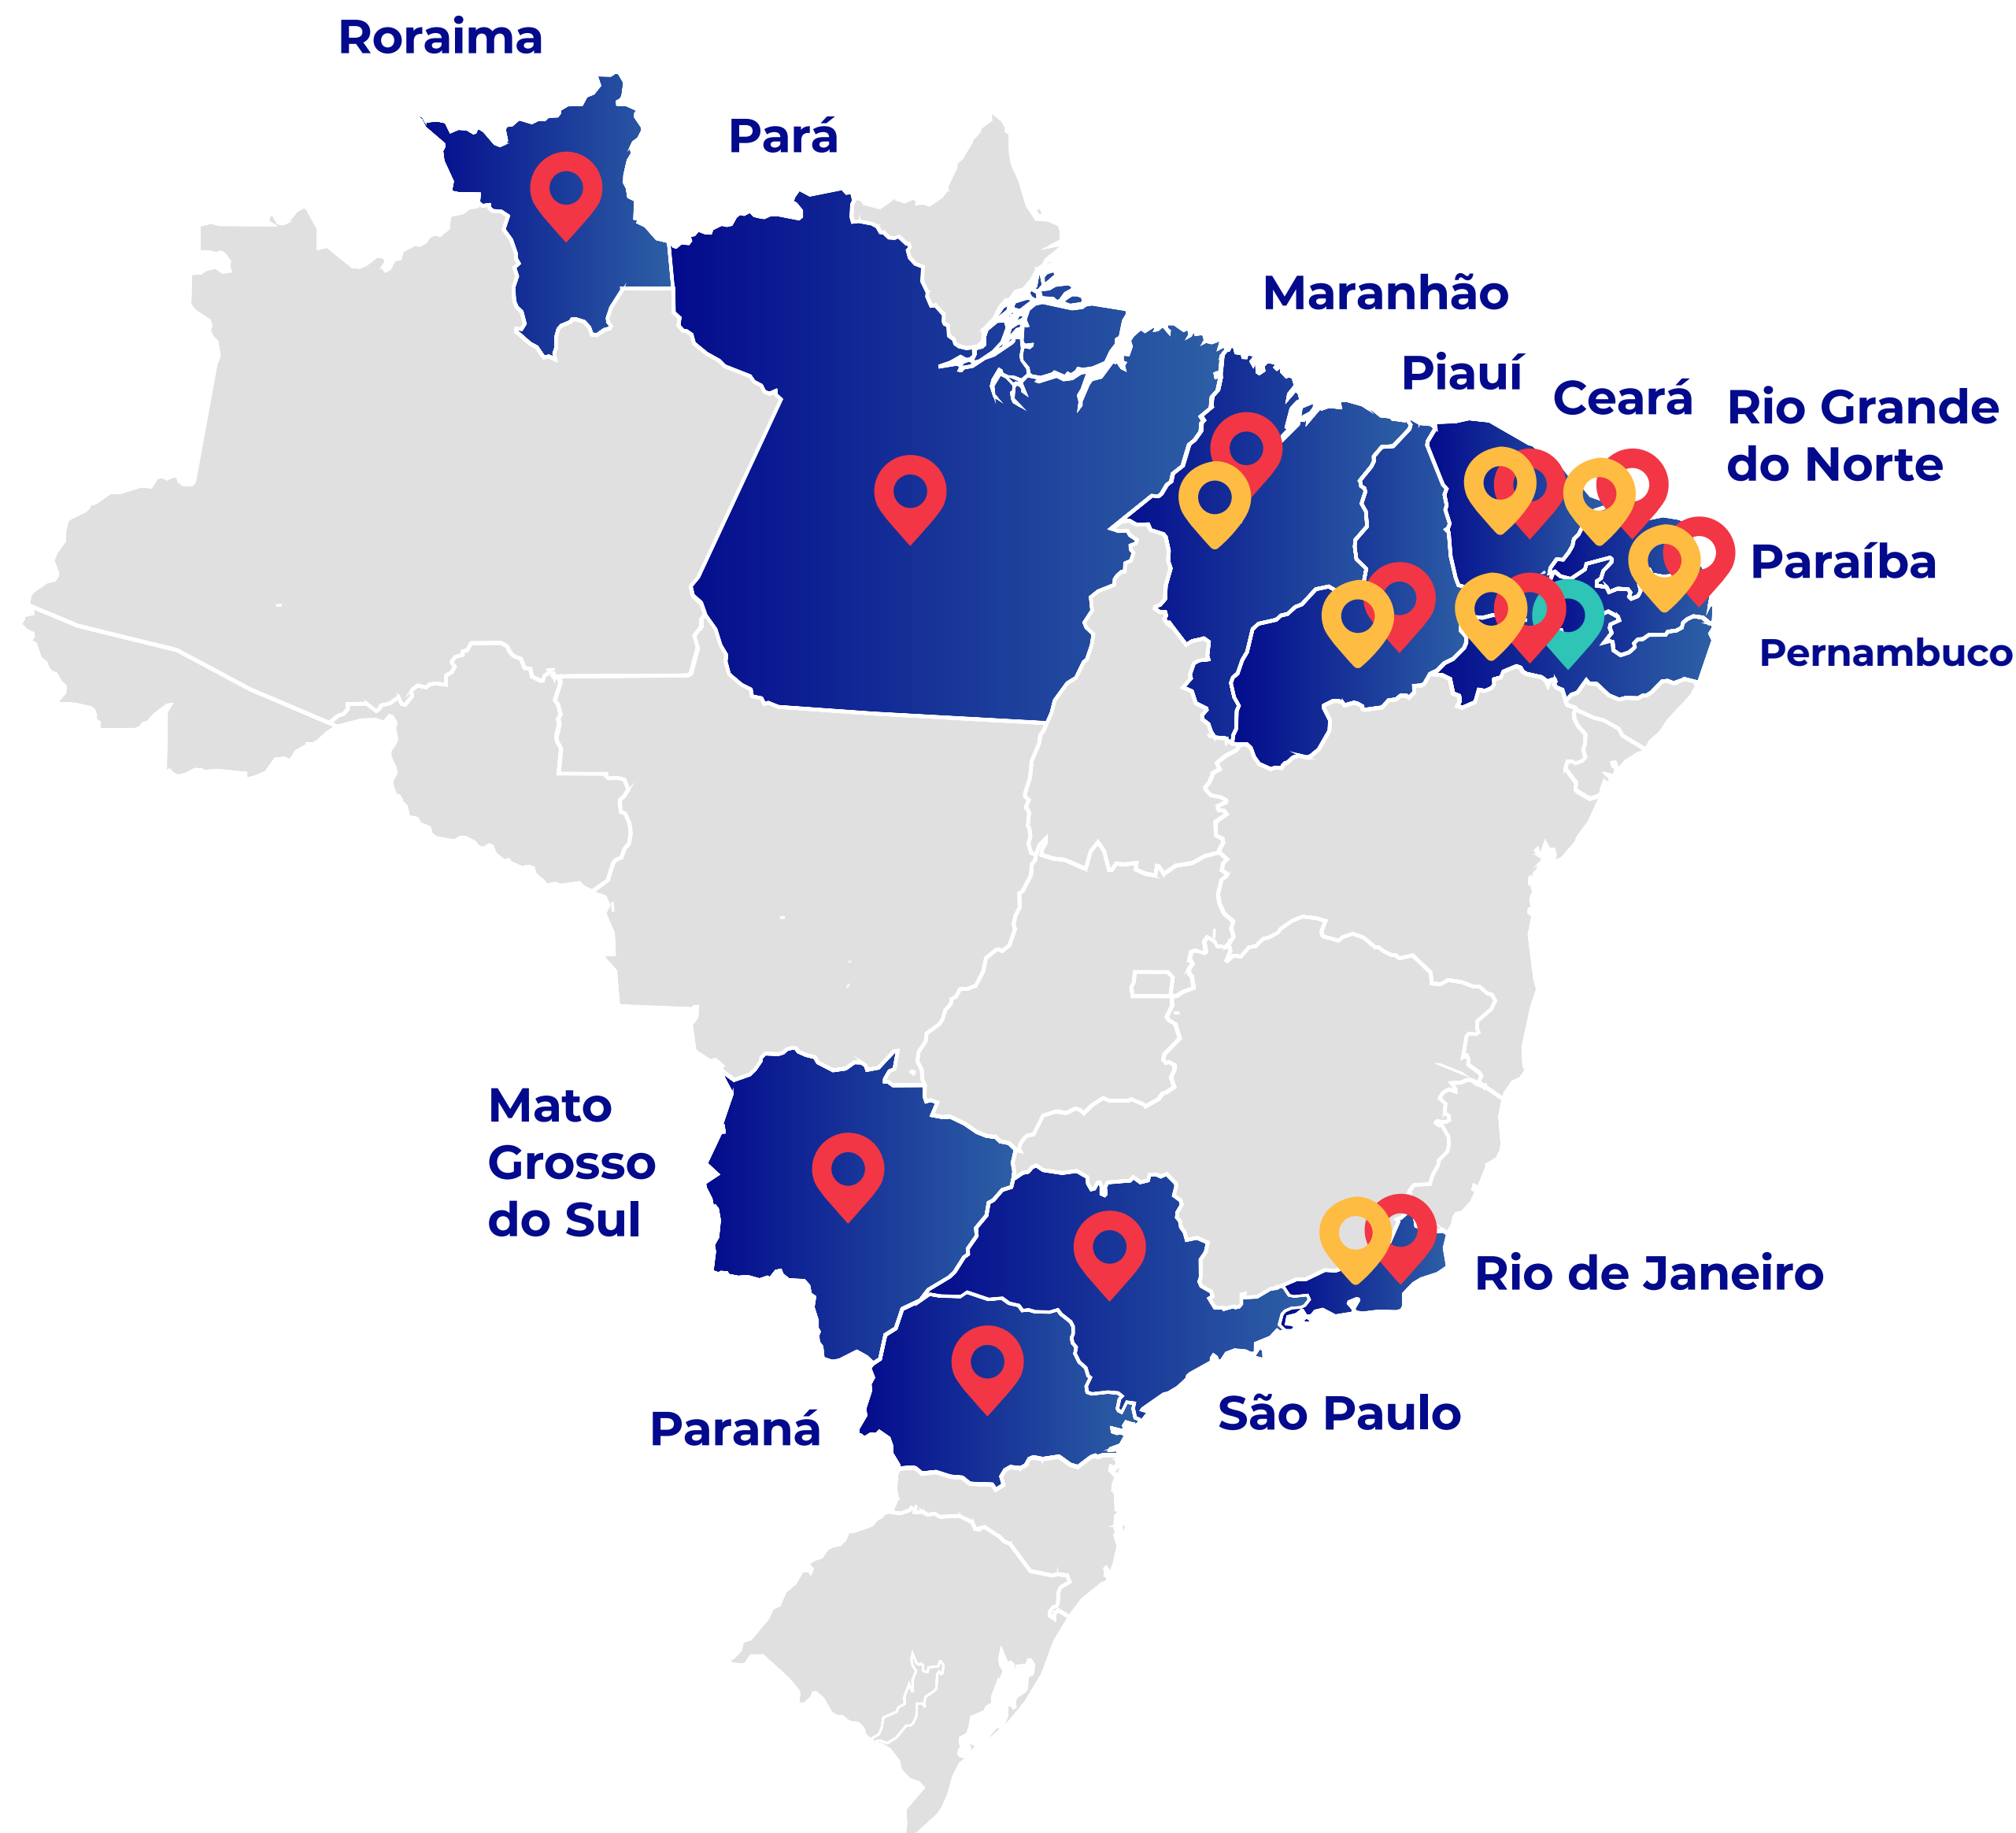 Roraima
Pará
Maranhão
Piauí
Ceará
Rio Grande
do Norte
Paraíba
Pernambuco
Mato
Grosso
do Sul
Rio de Janeiro
São Paulo
Paraná